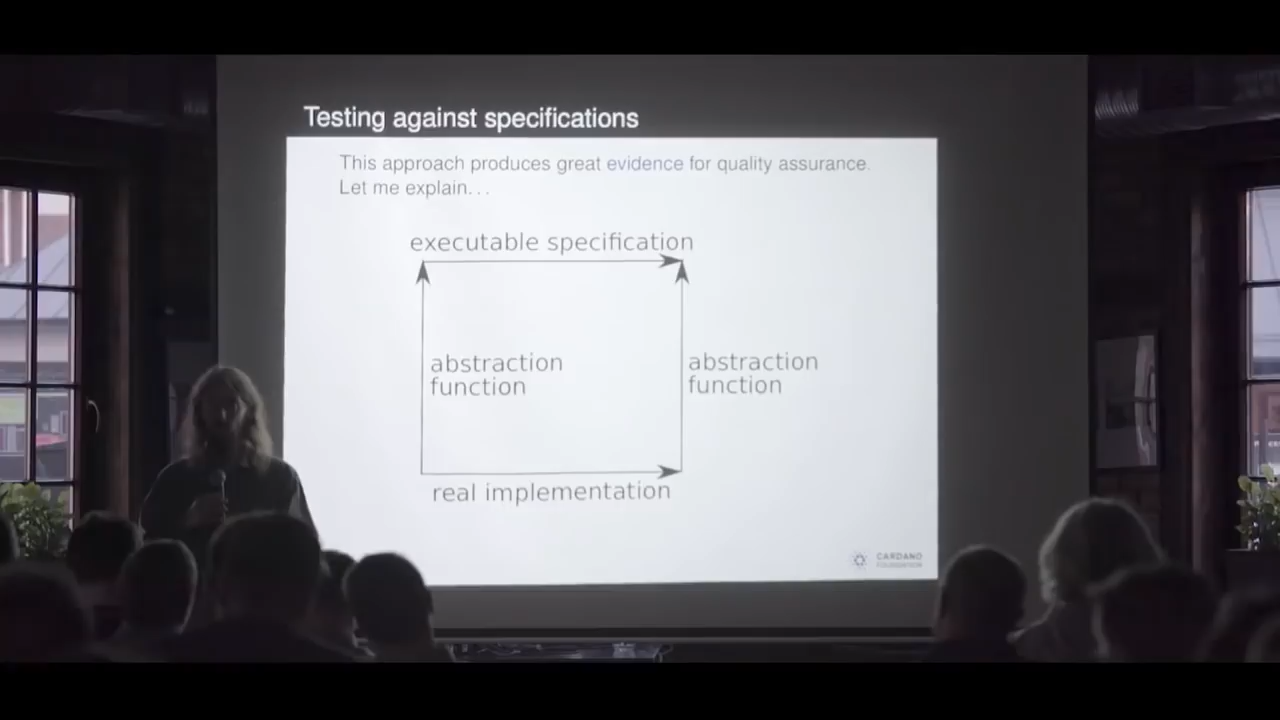 Testing against specifications
This approach produces great evidence for quality assurance.
Let me explain...
executable specification
abstraction
function
abstraction
function
real implementation
CARDANO
FOUNDATION